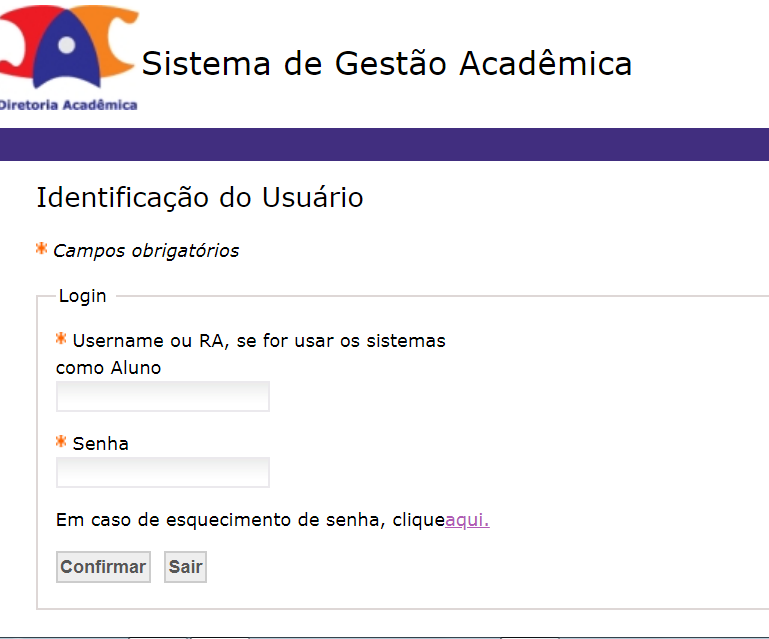 Sistema de Gestão Acadêmica
Diretoria Acadêmica
Identificação do Usuário
* Campos obrigatórios
Login
* Username ou RA, se for usar os sistemas
como Aluno
* Senha
Em caso de esquecimento de senha, cliqueaqui.
Confirmar Sair